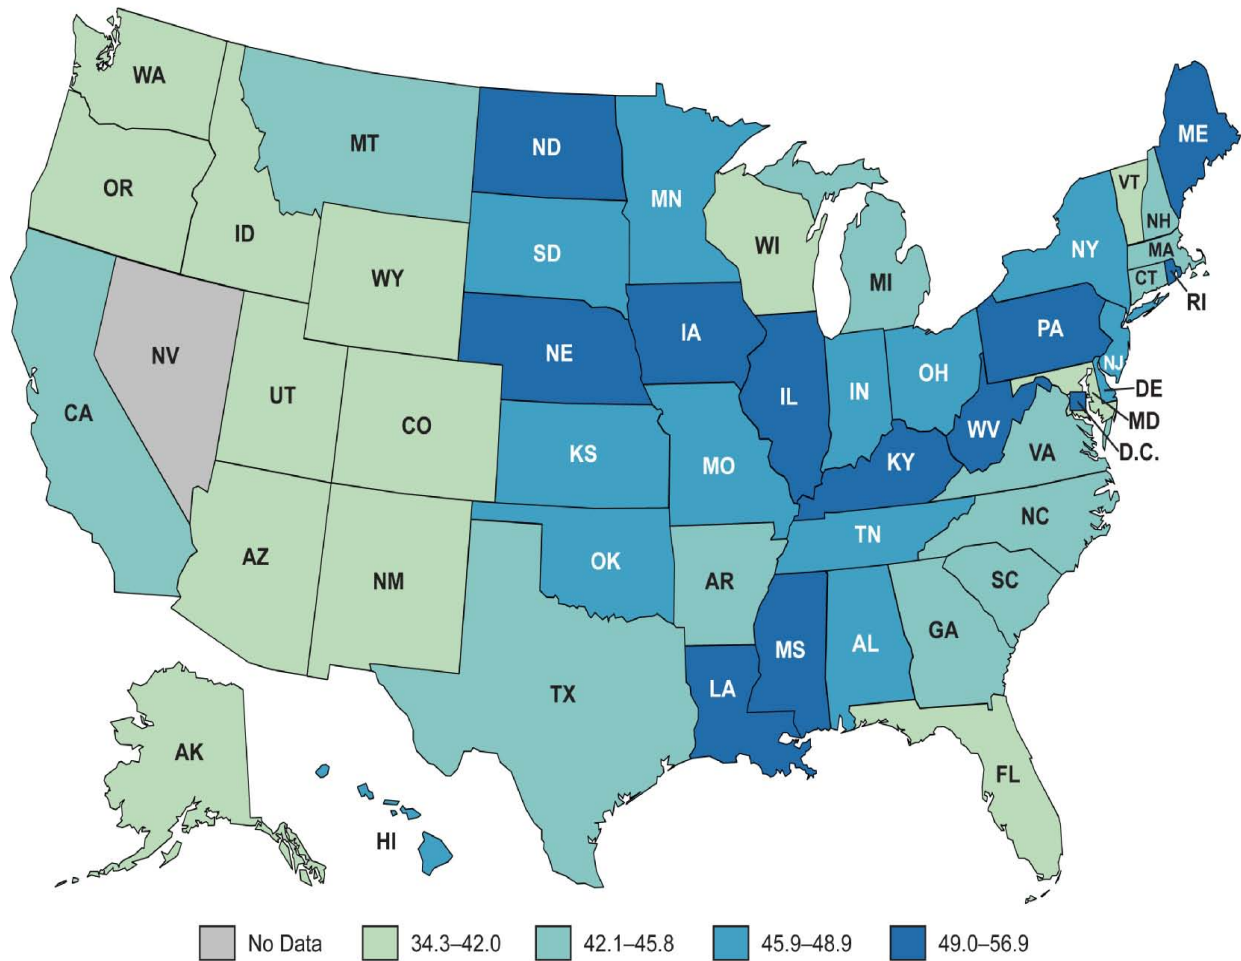 WA
ME
MT
ND
VT
OR
MN
NH
ID
WI
NY
MA
SD
CT
WY
MI
RI
PA
IA
NV
NE
NJ
OH
DE
UT
IL
IN
CA
CO
MD
WV
D.C.
KS
VA
MO
KY
NC
TN
AZ
OK
NM
AR
SC
GA
MS
AL
LA
TX
AK
FL
HI
No Data
34.3–42.0
42.1–45.8
45.9–48.9
49.0–56.9